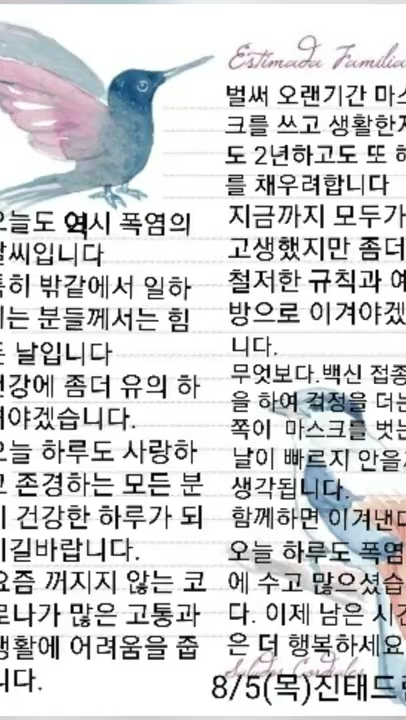 오늘도 역시 폭염의
날씨입니다
특히 밖같에서 일하
시는 분들께서는 힘
든 날입니다
건강에 좀더 유의 하
셔야겠습니다.
오늘 하루도 사랑하
고 존경하는 모든 분
이 건강한 하루가 되
시길바랍니다.
요즘 꺼지지 않는 코
로나가 많은 고통과
생활에 어려움을 줍
니다.
Estimada Familia
벌써 오랜기간 마스
크를 쓰고 생활한지
도 2년하고도 또 해
를 채우려합니다
지금까지 모두가
고생했지만 좀더
철저한 규칙과 예
방으로 이겨야겠
니다.
무엇보다.백신 접종
을 하여 걱정을 더는
쪽이 마스크를 벗는
날이 빠르지 안을까
생각됩니다.
함께하면 이겨낸다
오늘 하루도 폭염
에 수고 많으셨습
다. 이제 남은 시간
은 더 행복하세요
Saludos Cordiales
8/5(목)진태드림